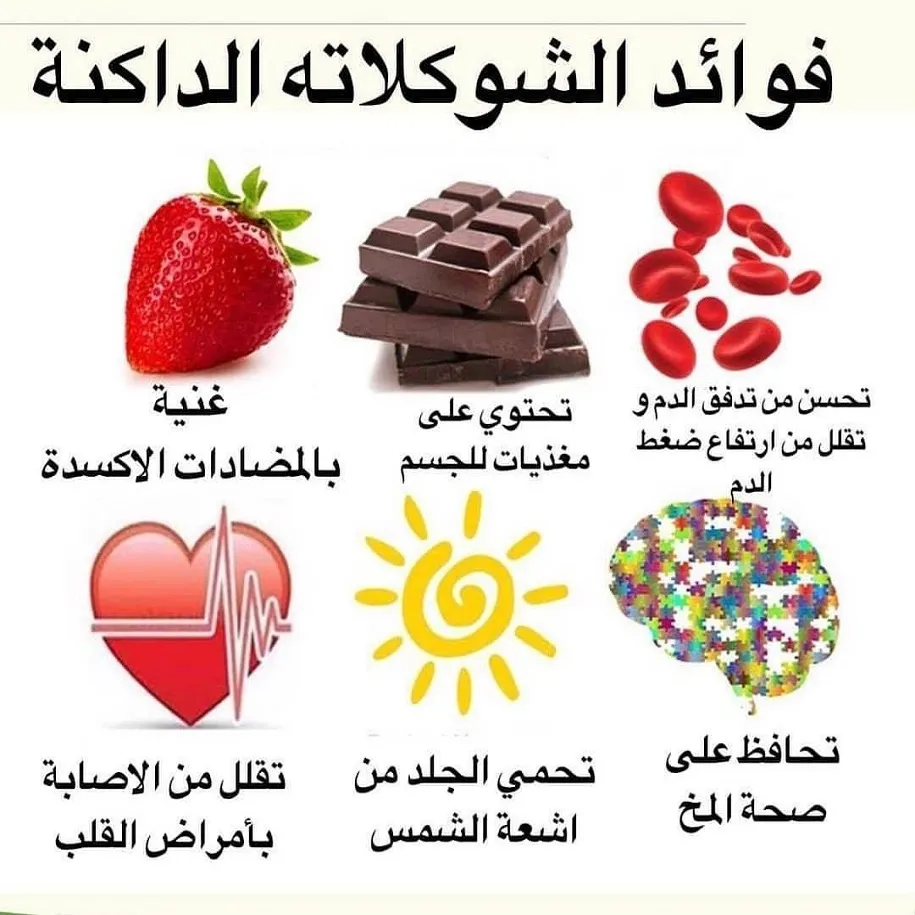 فوائد الشوكلاته الداكنة
تحسن من تدفق الدم و
تقلل من ارتفاع ضغط
الدم
تحتوي على
مغذيات للجسم
غنية
بالمضادات الاكسدة
تحافظ على
صحة المخ
تحمي الجلد من
اشعة الشمس
تقلل من الاصابة
بأمراض القلب